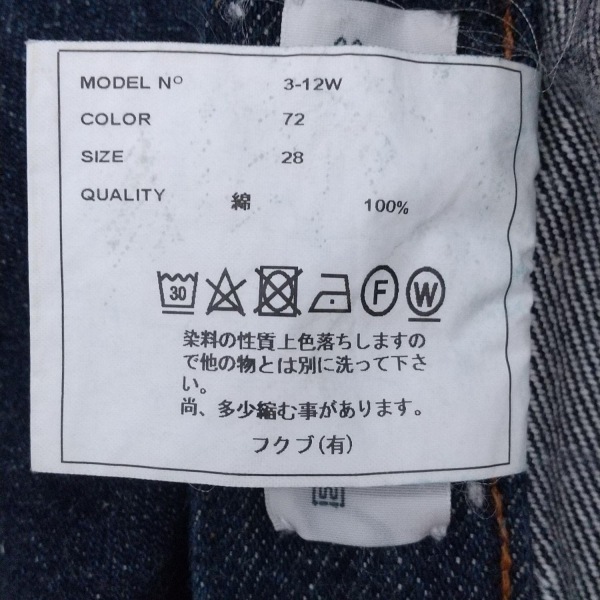 MODEL Nº 3-12W
COLOR 72
SIZE 28
QUALITY 綿 100%
30 F W
染料の性質上色落ちしますの
で他の物とは別に洗って下さ
い。
尚、多少縮む事があります。
フクブ(有)